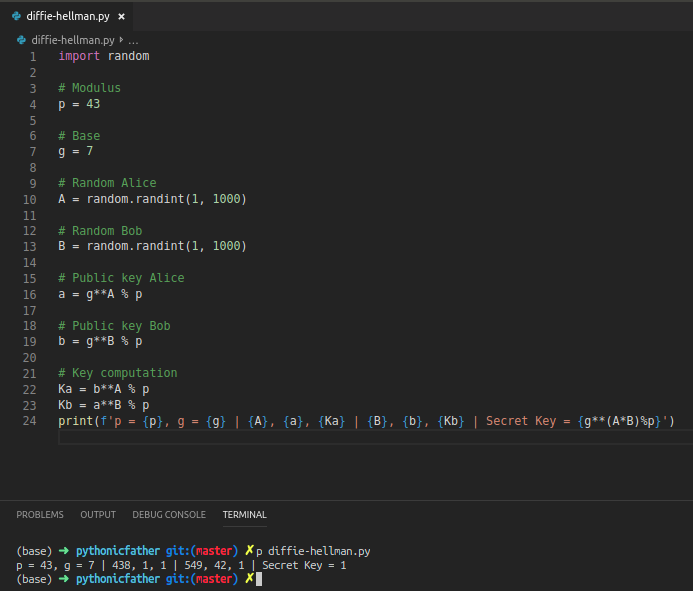 diffie-hellman.py ×
diffie-hellman.py › ...
1 import random
2
3 # Modulus
4 p = 43
5
6 # Base
7 g = 7
8
9 # Random Alice
10 A = random.randint(1, 1000)
11
12 # Random Bob
13 B = random.randint(1, 1000)
14
15 # Public key Alice
16 a = g**A % p
17
18 # Public key Bob
19 b = g**B % p
20
21 # Key computation
22 Ka = b**A % p
23 Kb = a**B % p
24 print(f'p = {p}, g = {g} | {A}, {a}, {Ka} | {B}, {b}, {Kb} | Secret Key = {g**(A*B)%p}')
PROBLEMS OUTPUT DEBUG CONSOLE TERMINAL
(base) ➜ pythonicfather git:(master) ✗ p diffie-hellman.py
p = 43, g = 7 | 438, 1, 1 | 549, 42, 1 | Secret Key = 1
(base) ➜ pythonicfather git:(master) ✗